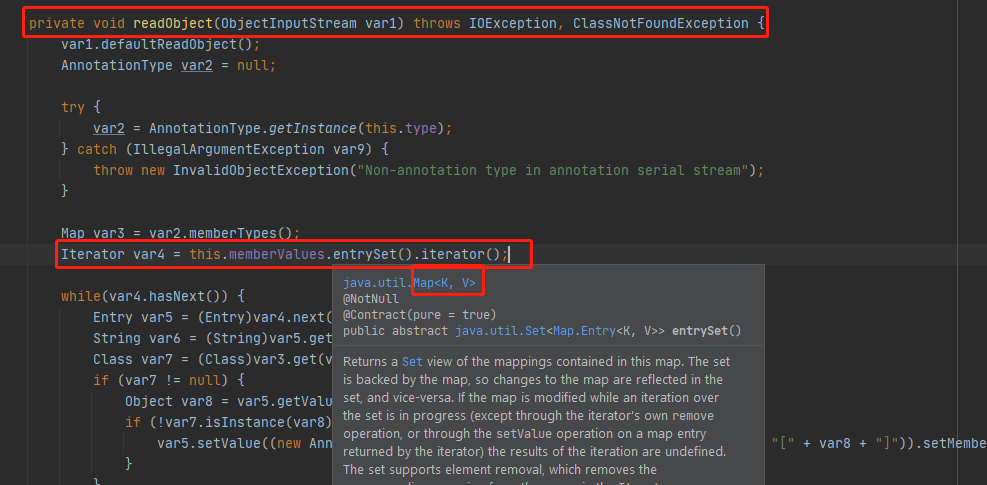 private void readObject(ObjectInputStream var1) throws IOException, ClassNotFoundException {
var1.defaultReadObject();
AnnotationType var2 = null;
try {
var2 = AnnotationType.getInstance(this.type);
} catch (IllegalArgumentException var9) {
throw new InvalidObjectException("Non-annotation type in annotation serial stream");
}
Map var3 = var2.memberTypes();
Iterator var4 = this.memberValues.entrySet().iterator();
java.util.Map<K, V>
while(var4.hasNext()) {
@NotNull
Entry var5 = (Entry)var4.next(
@Contract(pure = true)
String var6 = (String)var5.get
public abstract java.util.Set<Map.Entry<K, V>> entrySet()
Class var7 = (Class)var3.get(v
Returns a Set view of the mappings contained in this map. The set
if (var7 != null) {
is backed by the map, so changes to the map are reflected in the
Object var8 = var5.getValu
set, and vice-versa. If the map is modified while an iteration over
if (!var7.isInstance(var8)
the set is in progress (except through the iterator's own remove
var5.setValue((new Ann
operation, or through the setValue operation on a map entry
"[" + var8 + "]")).setMembe
returned by the iterator) the results of the iteration are undefined.
}
The set supports element removal, which removes the